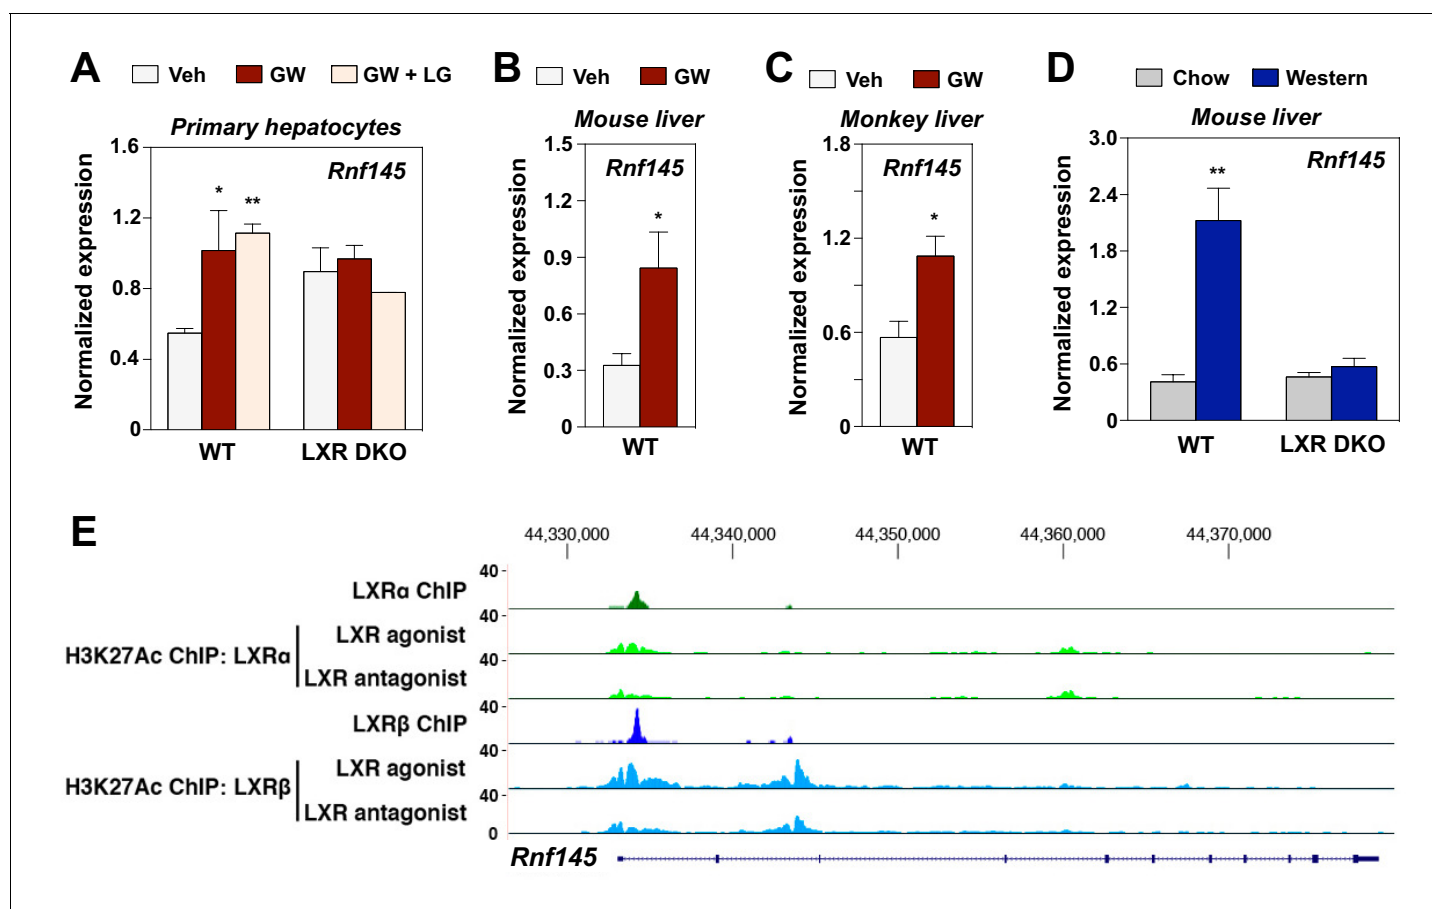 A Veh GW GW + LG
Primary hepatocytes
Rnf145
Normalized expression
1.6
1.2
0.8
0.4
0
* **
WT LXR DKO
B Veh GW
Mouse liver
Rnf145
Normalized expression
1.5
1.2
0.9
0.6
0.3
0
*
WT
C Veh GW
Monkey liver
Rnf145
Normalized expression
1.8
1.2
0.6
0
*
WT
D Chow Western
Mouse liver
Rnf145
Normalized expression
3.0
2.4
1.8
1.2
0.6
0
**
WT LXR DKO
E
44,330,000 44,340,000 44,350,000 44,360,000 44,370,000
LXRα ChIP 40
H3K27Ac ChIP: LXRα
LXR agonist 40
LXR antagonist 40
LXRβ ChIP 40
H3K27Ac ChIP: LXRβ
LXR agonist 40
LXR antagonist 40
0
Rnf145